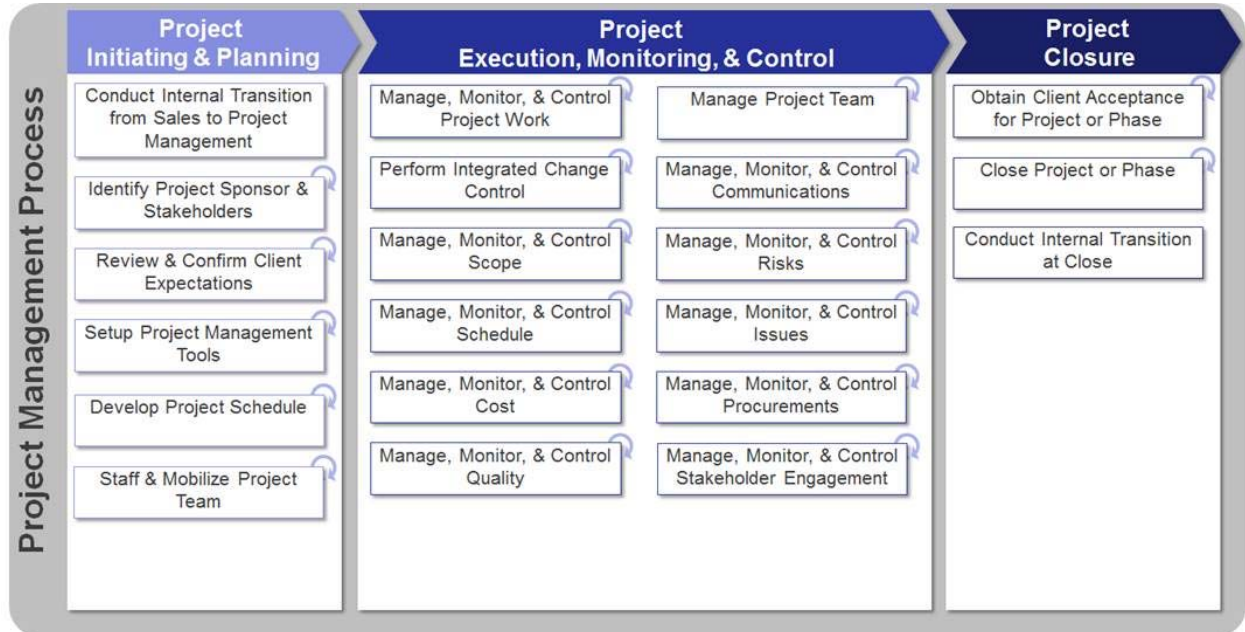 Project Management Process
Project
Initiating & Planning
Conduct Internal Transition
from Sales to Project
Management
Identify Project Sponsor &
Stakeholders
Review & Confirm Client
Expectations
Setup Project Management
Tools
Develop Project Schedule
Staff & Mobilize Project
Team
Project
Execution, Monitoring, & Control
Manage, Monitor, & Control
Project Work
Perform Integrated Change
Control
Manage, Monitor, & Control
Scope
Manage, Monitor, & Control
Schedule
Manage, Monitor, & Control
Cost
Manage, Monitor, & Control
Quality
Manage Project Team
Manage, Monitor, & Control
Communications
Manage, Monitor, & Control
Risks
Manage, Monitor, & Control
Issues
Manage, Monitor, & Control
Procurements
Manage, Monitor, & Control
Stakeholder Engagement
Project
Closure
Obtain Client Acceptance
for Project or Phase
Close Project or Phase
Conduct Internal Transition
at Close